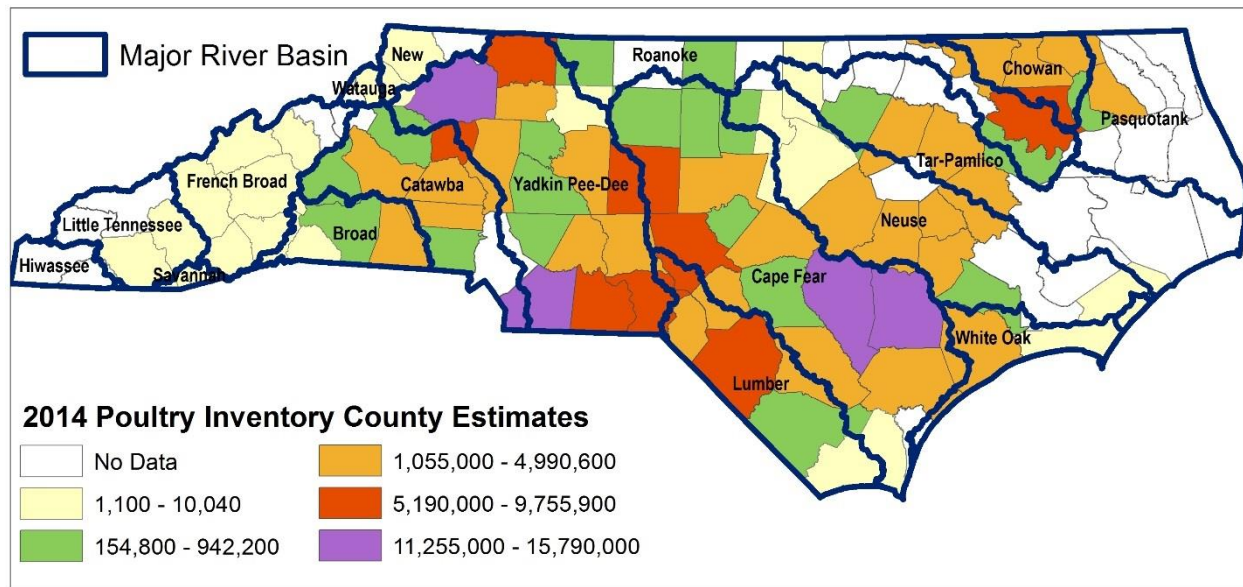 Major River Basin
New
Watauga
Roanoke
Chowan
Pasquotank
Tar-Pamlico
French Broad
Catawba
Yadkin Pee-Dee
Little Tennessee
Broad
Neuse
Hiwassee
Savannah
Cape Fear
White Oak
Lumber
2014 Poultry Inventory County Estimates
No Data
1,100 - 10,040
154,800 - 942,200
1,055,000 - 4,990,600
5,190,000 - 9,755,900
11,255,000 - 15,790,000